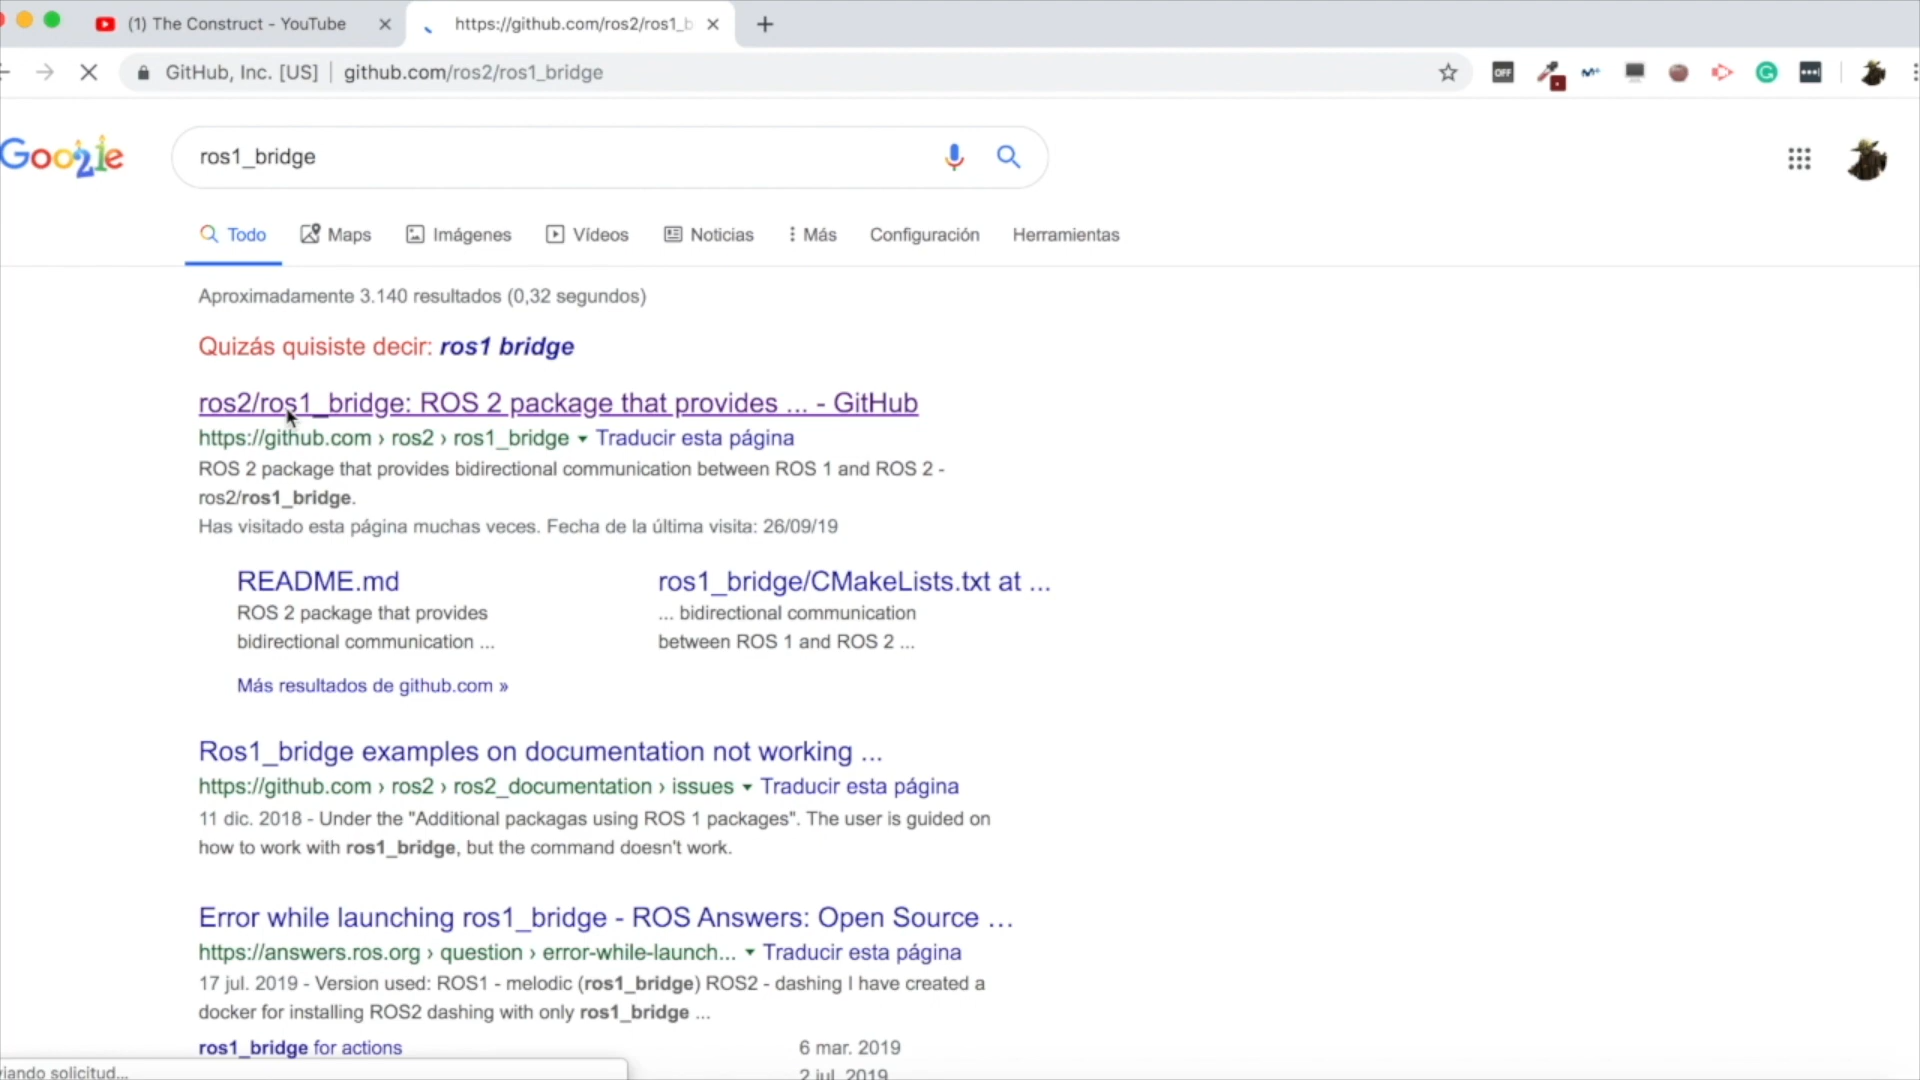 (1) The Construct - YouTube
https://github.com/ros2/ros1_b
GitHub, Inc. [US] | github.com/ros2/ros1_bridge
OFF
Google
ros1_bridge
Todo Maps Imágenes Vídeos Noticias Más Configuración Herramientas
Aproximadamente 3.140 resultados (0,32 segundos)
Quizás quisiste decir: ros1 bridge
ros2/ros1_bridge: ROS 2 package that provides ... - GitHub
https://github.com › ros2 › ros1_bridge ▾ Traducir esta página
ROS 2 package that provides bidirectional communication between ROS 1 and ROS 2 -
ros2/ros1_bridge.
Has visitado esta página muchas veces. Fecha de la última visita: 26/09/19
README.md
ROS 2 package that provides
bidirectional communication ...
ros1_bridge/CMakeLists.txt at ...
... bidirectional communication
between ROS 1 and ROS 2 ...
Más resultados de github.com »
Ros1_bridge examples on documentation not working ...
https://github.com › ros2 › ros2_documentation › issues ▾ Traducir esta página
11 dic. 2018 - Under the "Additional packagas using ROS 1 packages". The user is guided on
how to work with ros1_bridge, but the command doesn't work.
Error while launching ros1_bridge - ROS Answers: Open Source ...
https://answers.ros.org › question › error-while-launch... ▾ Traducir esta página
17 jul. 2019 - Version used: ROS1 - melodic (ros1_bridge) ROS2 - dashing I have created a
docker for installing ROS2 dashing with only ros1_bridge ...
ros1_bridge for actions 6 mar. 2019
2 jul. 2019
viando solicitud...